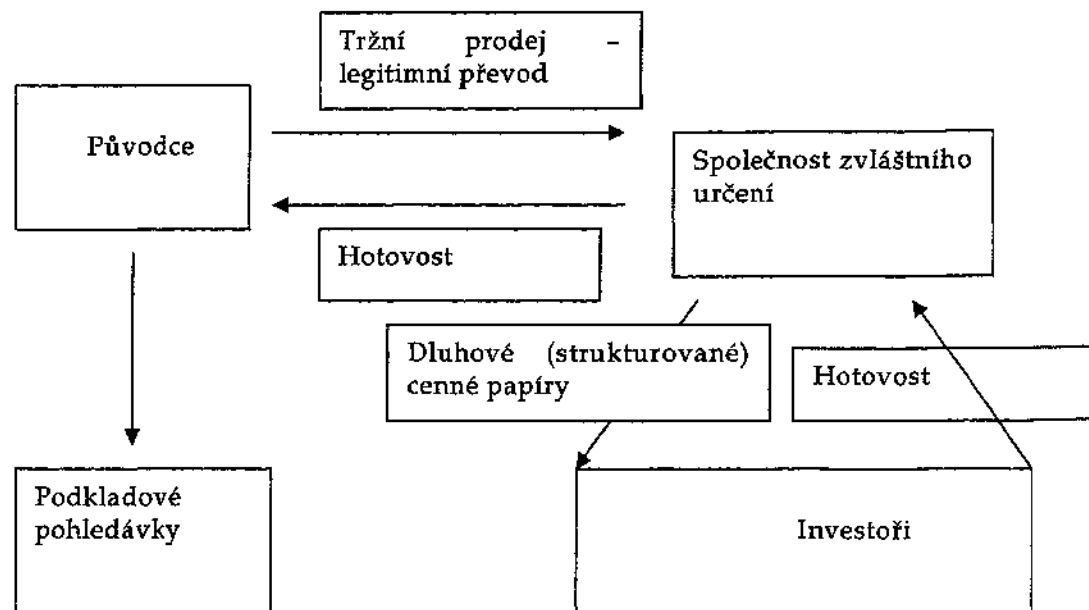 Tržní prodej –
legitimní převod
Původce
Společnost zvláštního
určení
Hotovost
Dluhové (strukturované)
cenné papíry
Hotovost
Podkladové
pohledávky
Investoři